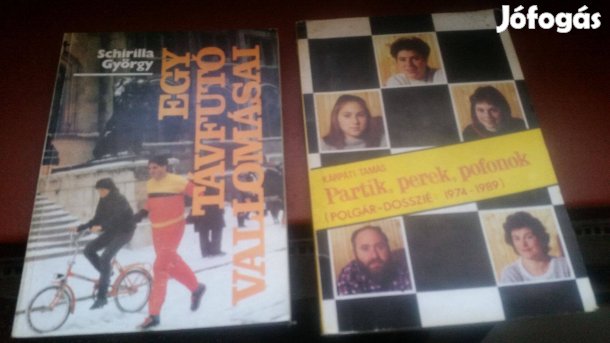 Jófogás
Schirilla
György
EGY
TÁVFUTÓ
VALLOMÁSAI
KÁRPÁTI TAMÁS
Partik, perek, pofonok
(POLGÁR-DOSSZIÉ: 1974-1989)